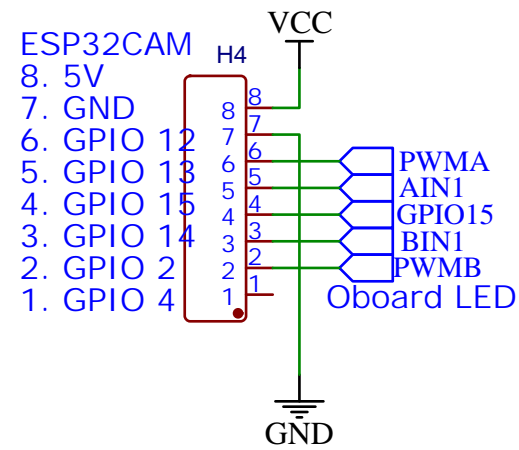 VCC
ESP32CAM
H4
8. 5V
7. GND
6. GPIO 12
5. GPIO 13
4. GPIO 15
3. GPIO 14
2. GPIO 2
1. GPIO 4
8 8
7 7
6 6 PWMA
5 5 AIN1
4 4 GPIO15
3 3 BIN1
2 2 PWMB
1 1 Oboard LED
GND